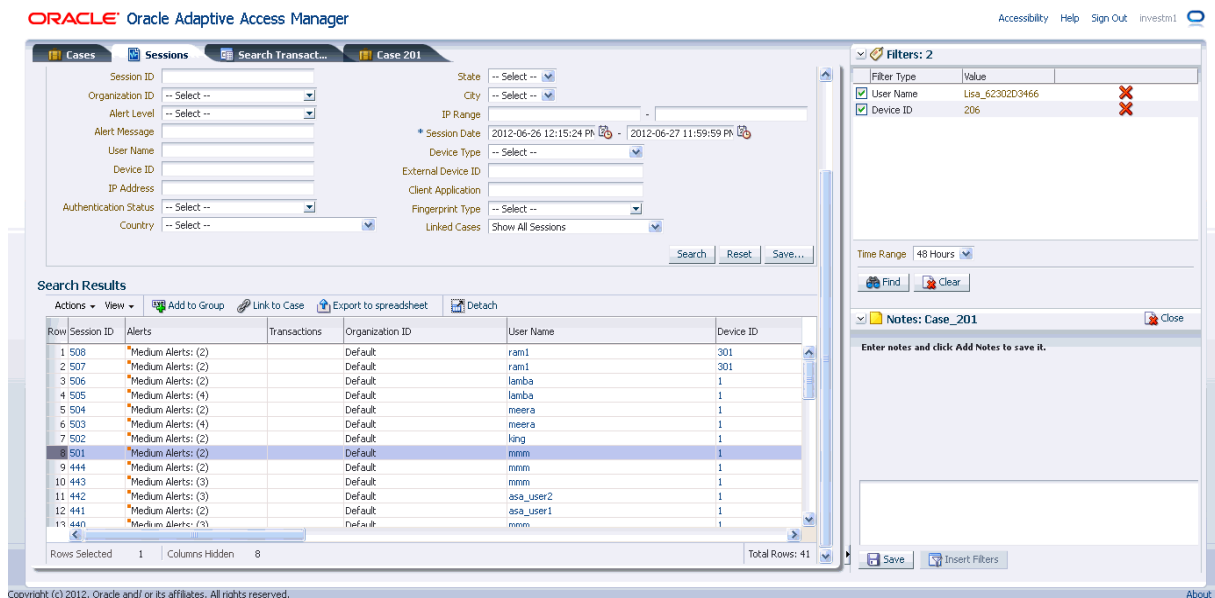 ORACLE® Oracle Adaptive Access Manager
Accessibility Help Sign Out investm1
Cases Sessions Search Transact... Case 201
Session ID
Organization ID -- Select --
Alert Level -- Select --
Alert Message
User Name
Device ID
IP Address
Authentication Status -- Select --
Country -- Select --
State -- Select --
City -- Select --
IP Range -
* Session Date 2012-06-26 12:15:24 PM - 2012-06-27 11:59:59 PM
Device Type -- Select --
External Device ID
Client Application
Fingerprint Type -- Select --
Linked Cases Show All Sessions
Search Reset Save...
Search Results
Actions View Add to Group Link to Case Export to spreadsheet Detach
Row Session ID Alerts Transactions Organization ID User Name Device ID
1 508 Medium Alerts: (2) Default ram1 301
2 507 Medium Alerts: (2) Default ram1 301
3 506 Medium Alerts: (2) Default lamba 1
4 505 Medium Alerts: (4) Default lamba 1
5 504 Medium Alerts: (2) Default meera 1
6 503 Medium Alerts: (4) Default meera 1
7 502 Medium Alerts: (2) Default king 1
8 501 Medium Alerts: (2) Default mmm 1
9 444 Medium Alerts: (2) Default mmm 1
10 443 Medium Alerts: (3) Default mmm 1
11 442 Medium Alerts: (3) Default asa_user2 1
12 441 Medium Alerts: (2) Default asa_user1 1
13 440 Medium Alerts: (3) Default mmm 1
Rows Selected 1 Columns Hidden 8 Total Rows: 41
Filters: 2
Filter Type Value
User Name Lisa_62302D3466
Device ID 206
Time Range 48 Hours
Find Clear
Notes: Case_201 Close
Enter notes and click Add Notes to save it.
Save Insert Filters
Copyright (c) 2012, Oracle and/ or its affiliates. All rights reserved.
About